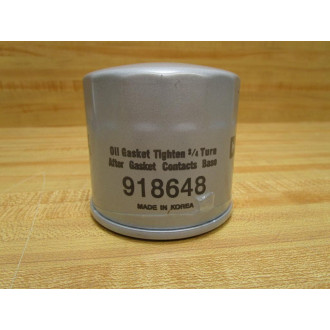 Oil Gasket Tighten 3/4 Turn
After Gasket Contacts Base
918648
MADE IN KOREA